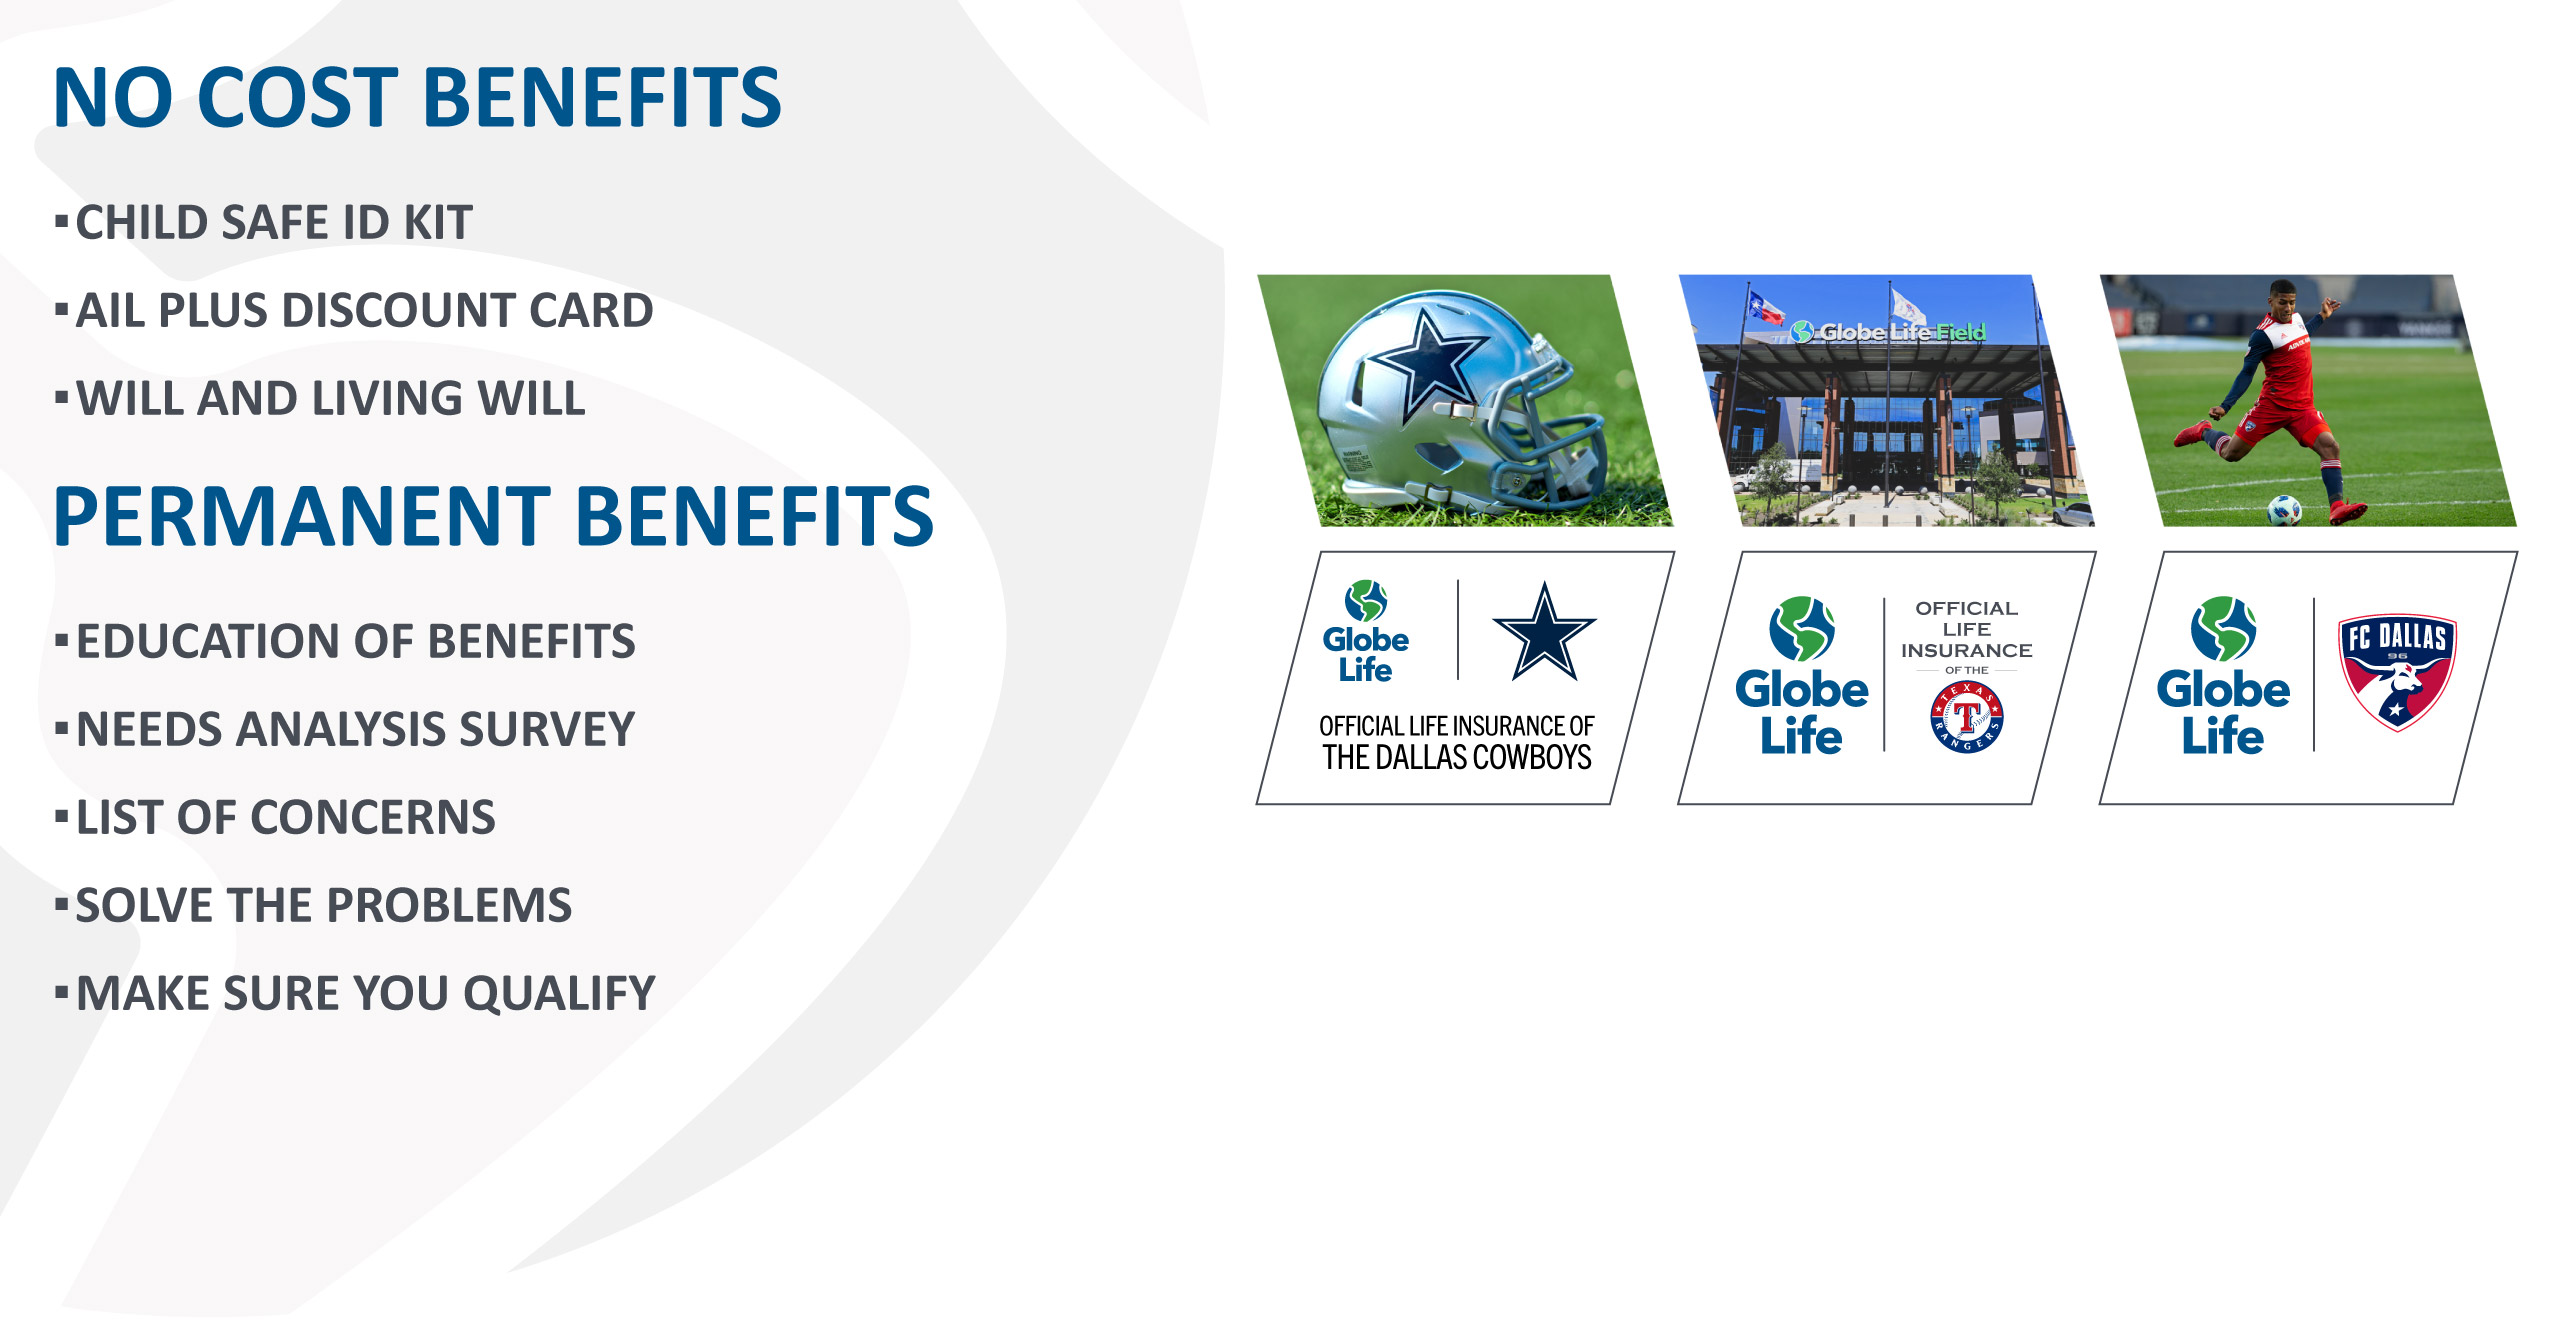 NO COST BENEFITS
▪CHILD SAFE ID KIT
▪AIL PLUS DISCOUNT CARD
▪WILL AND LIVING WILL
PERMANENT BENEFITS
▪EDUCATION OF BENEFITS
▪NEEDS ANALYSIS SURVEY
▪LIST OF CONCERNS
▪SOLVE THE PROBLEMS
▪MAKE SURE YOU QUALIFY
Globe Life Field
Globe
Life
OFFICIAL LIFE INSURANCE OF
THE DALLAS COWBOYS
Globe
Life
OFFICIAL
LIFE
INSURANCE
OF THE
TEXAS
T
RANGERS
Globe
Life
FC DALLAS
96